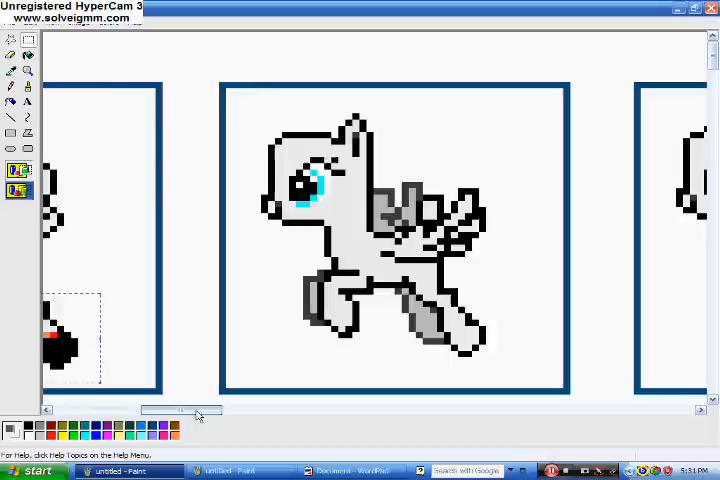 Unregistered HyperCam 3
www.solveigmm.com
For Help, click Help Topics on the Help Menu.
start
untitled - Paint
untitled - Paint
Document - WordPad
Search with Google
5:31 PM